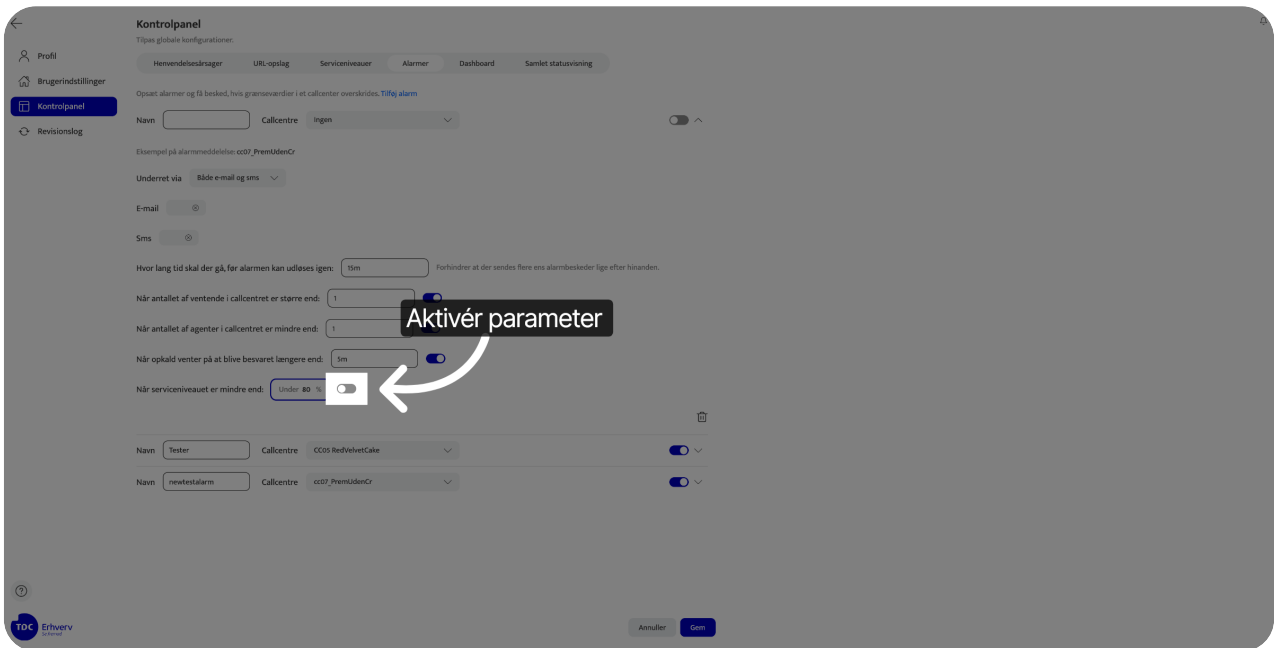 Kontrolpanel
Tilpas globale konfigurationer.
Profil
Brugerindstillinger
Kontrolpanel
Revisionslog
Henvendelsesårsager URL-opslag Serviceniveauer Alarmer Dashboard Samlet statusvisning
Opsæt alarmer og få besked, hvis grænseværdier i et callcenter overskrides. Tilføj alarm
Navn Callcentre Ingen
Eksempel på alarmmeddelelse: cc07_PremUdenCr
Underret via Både e-mail og sms
E-mail
Sms
Hvor lang tid skal der gå, før alarmen kan udløses igen: 15m Forhindrer at der sendes flere ens alarmbeskeder lige efter hinanden.
Når antallet af ventende i callcentret er større end: 1
Når antallet af agenter i callcentret er mindre end: 1
Aktivér parameter
Når opkald venter på at blive besvaret længere end: 5m
Når serviceniveauet er mindre end: Under 80 %
Navn Tester Callcentre CC05 RedVelvetCake
Navn newtestalarm Callcentre cc07_PremUdenCr
?
TDC Erhverv
Annuller Gem